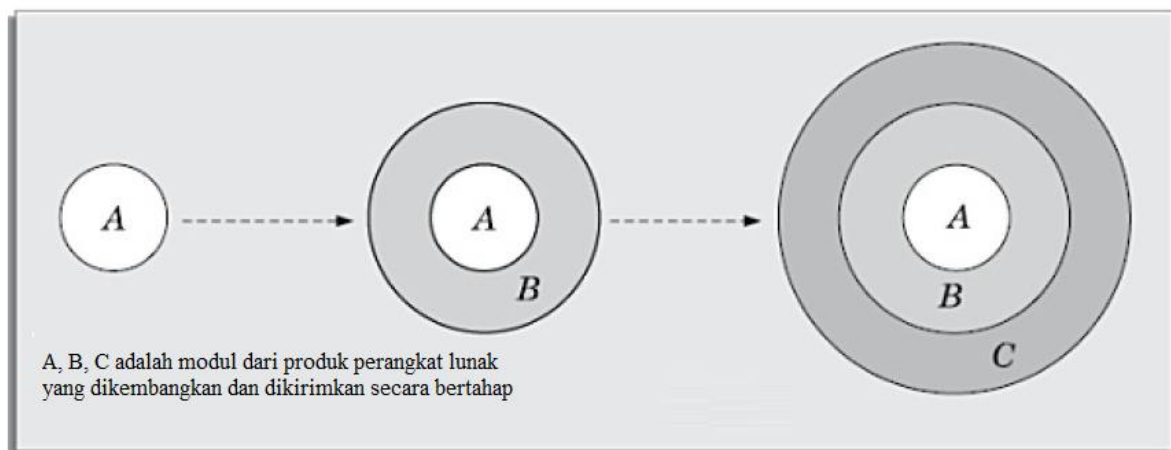 A
A
B
A
B
C
A, B, C adalah modul dari produk perangkat lunak
yang dikembangkan dan dikirimkan secara bertahap